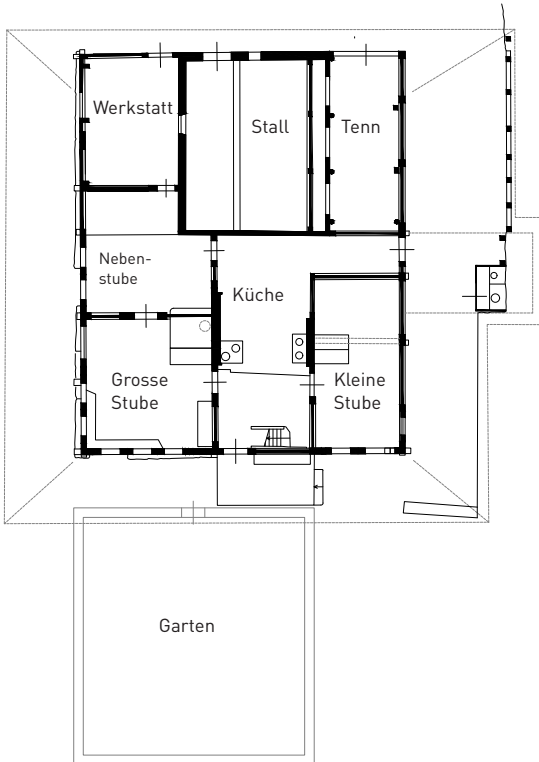 Werkstatt
Stall
Tenn
Neben-
stube
Küche
Grosse
Stube
Kleine
Stube
Garten